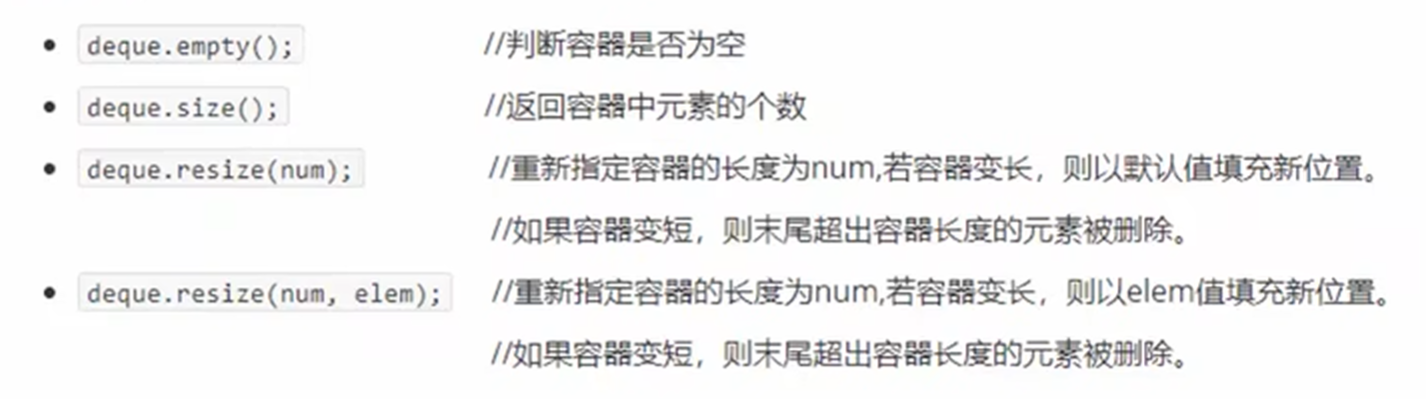 deque.empty(); //判断容器是否为空
deque.size(); //返回容器中元素的个数
deque.resize(num); //重新指定容器的长度为num,若容器变长，则以默认值填充新位置。
//如果容器变短，则末尾超出容器长度的元素被删除。
deque.resize(num, elem); //重新指定容器的长度为num,若容器变长，则以elem值填充新位置。
//如果容器变短，则末尾超出容器长度的元素被删除。